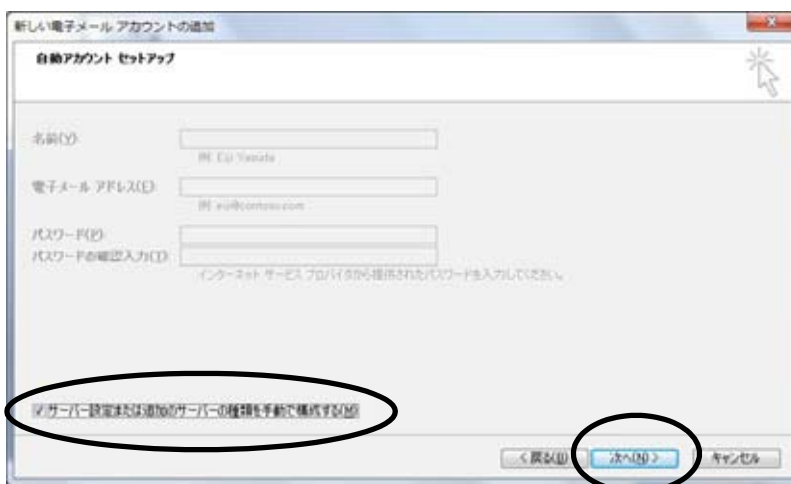 新しい電子メール アカウントの追加
自動アカウント セットアップ
名前(Y):
例: Eiji Yasuda
電子メール アドレス(E):
例: eiji@contoso.com
パスワード(P):
パスワードの確認入力(T):
インターネット サービス プロバイダから提供されたパスワードを入力してください。
サーバー設定または追加のサーバーの種類を手動で構成する(M)
< 戻る(B)
次へ(N) >
キャンセル